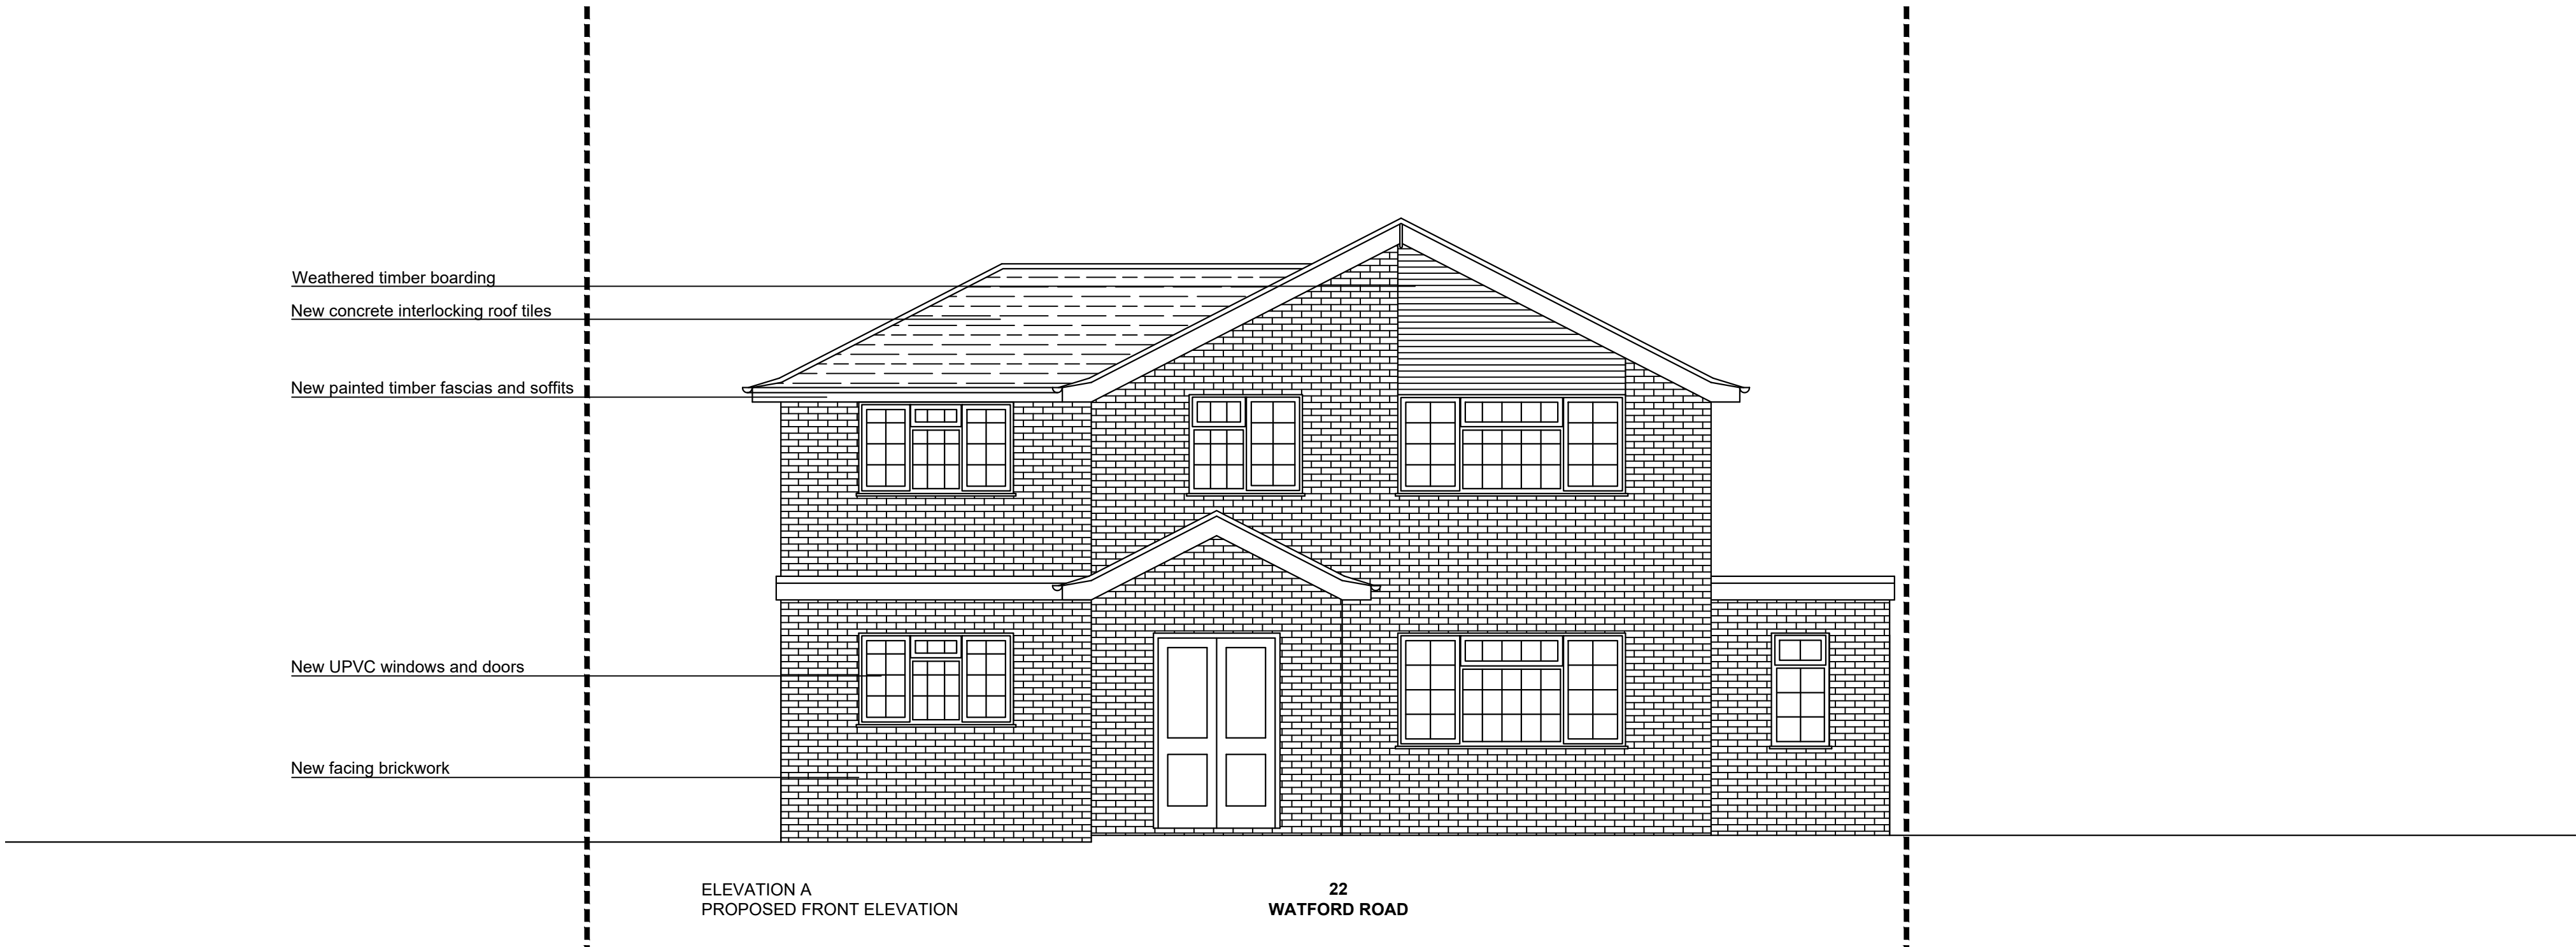 Weathered timber boarding
New concrete interlocking roof tiles
New painted timber fascias and soffits
New UPVC windows and doors
New facing brickwork
ELEVATION A
PROPOSED FRONT ELEVATION
22
WATFORD ROAD